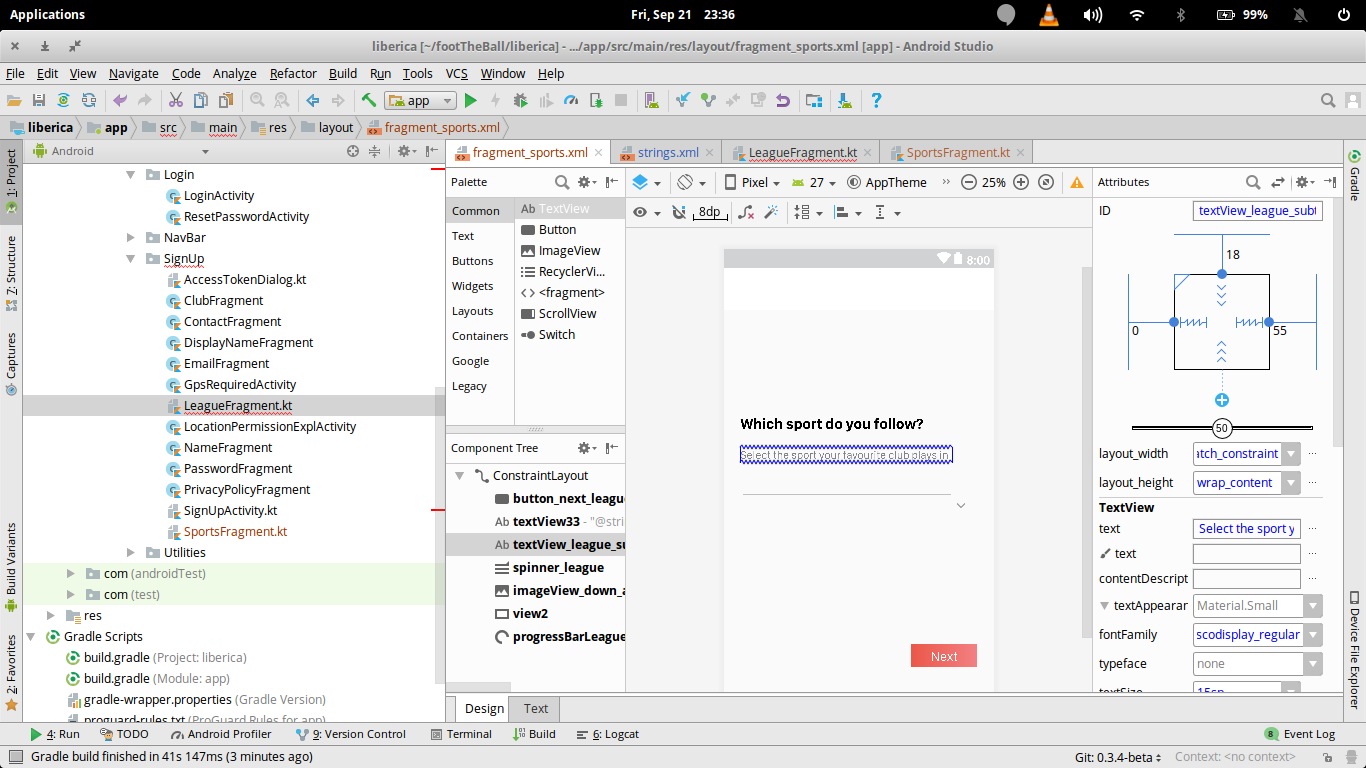 Applications
Fri, Sep 21 23:36
99%
liberica [~/footTheBall/liberica] - .../app/src/main/res/layout/fragment_sports.xml [app] - Android Studio
File Edit View Navigate Code Analyze Refactor Build Run Tools VCS Window Help
app
liberica app src main res layout fragment_sports.xml
1: Project
7: Structure
Captures
Build Variants
2: Favorites
Android
Login
LoginActivity
ResetPasswordActivity
NavBar
SignUp
AccessTokenDialog.kt
ClubFragment
ContactFragment
DisplayNameFragment
EmailFragment
GpsRequiredActivity
LeagueFragment.kt
LocationPermissionExplActivity
NameFragment
PasswordFragment
PrivacyPolicyFragment
SignUpActivity.kt
SportsFragment.kt
Utilities
com (androidTest)
com (test)
res
Gradle Scripts
build.gradle (Project: liberica)
build.gradle (Module: app)
gradle-wrapper.properties (Gradle Version)
proguard-rules.txt (ProGuard Rules for app)
fragment_sports.xml strings.xml LeagueFragment.kt SportsFragment.kt
Palette
Common
Text
Buttons
Widgets
Layouts
Containers
Google
Legacy
Ab TextView
Button
ImageView
RecyclerVi...
<fragment>
ScrollView
Switch
Component Tree
ConstraintLayout
button_next_leagu
Ab textView33 - "@stri
Ab textView_league_su
spinner_league
imageView_down_a
view2
progressBarLeague
Pixel 27 AppTheme 25%
8dp
8:00
Which sport do you follow?
Select the sport your favourite club plays in
Next
Attributes
ID textView_league_subt
18
0
55
50
layout_width atch_constraint
layout_height wrap_content
TextView
text Select the sport y
text
contentDescript
textAppearar Material.Small
fontFamily scodisplay_regular
typeface none
textSize 15sp
Gradle
Device File Explorer
Design Text
4: Run TODO Android Profiler 9: Version Control Terminal Build 6: Logcat 8 Event Log
Gradle build finished in 41s 147ms (3 minutes ago)
Git: 0.3.4-beta Context: <no context>